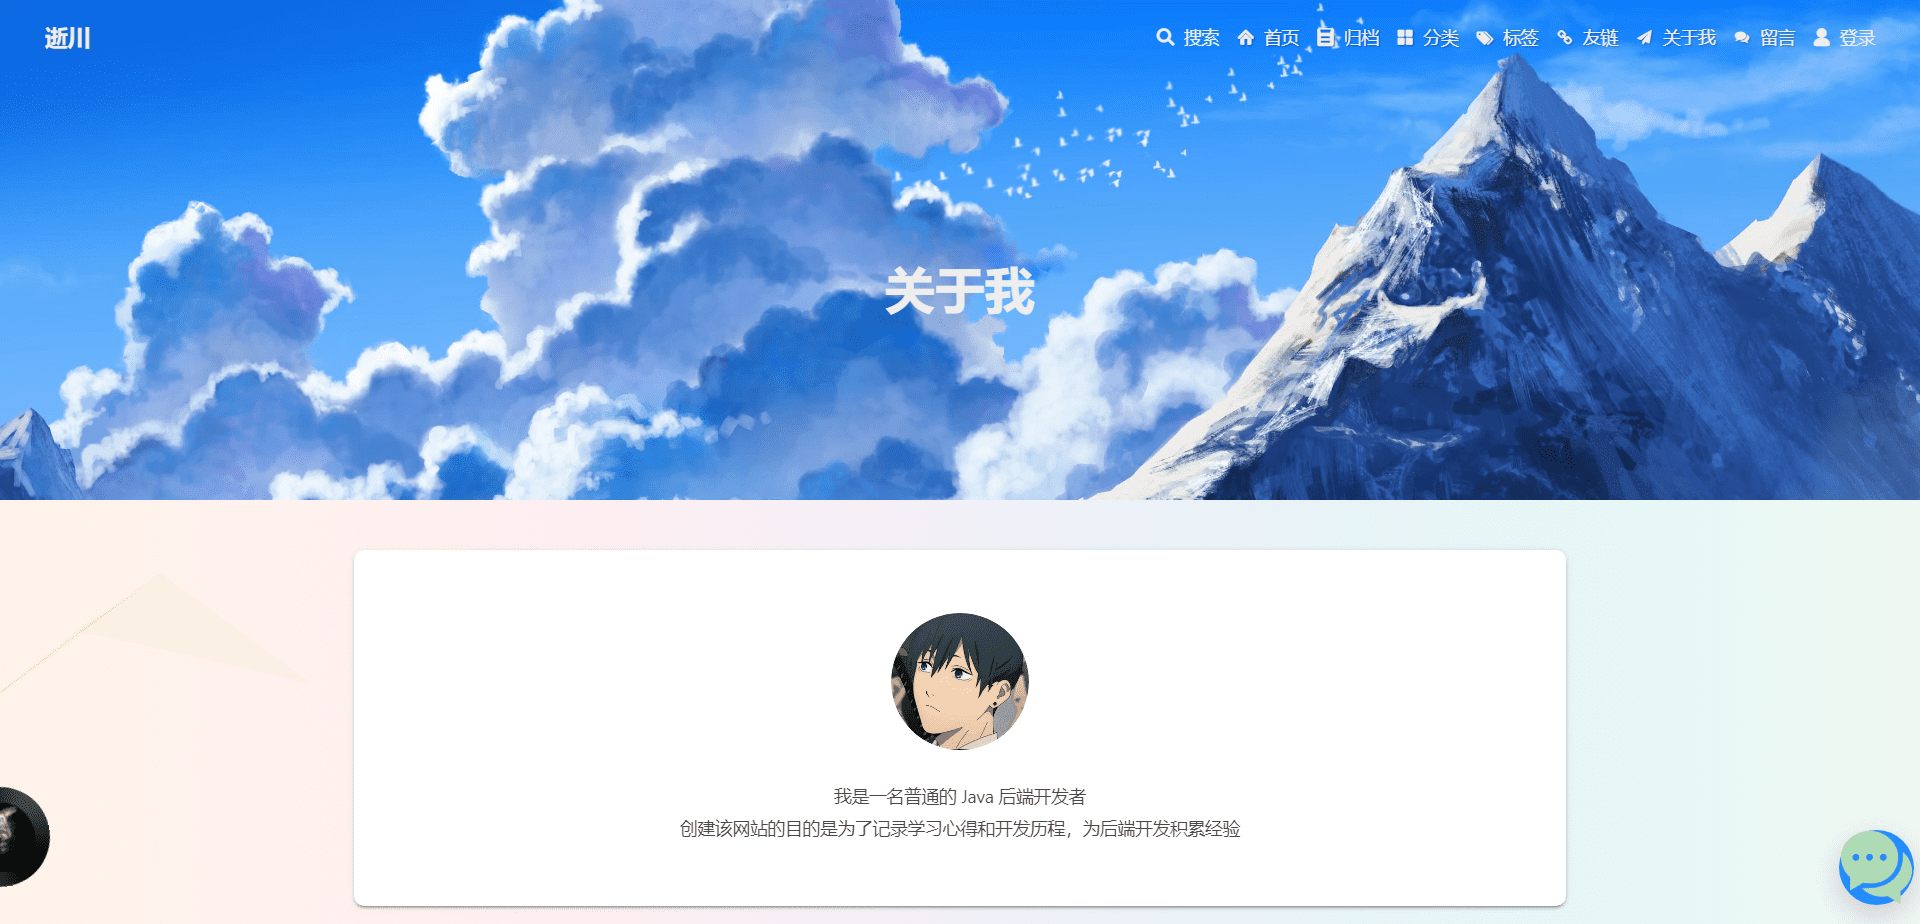 逝川
搜索 首页 归档 分类 标签 友链 关于我 留言 登录
关于我
我是一名普通的 Java 后端开发者
创建该网站的目的是为了记录学习心得和开发历程，为后端开发积累经验